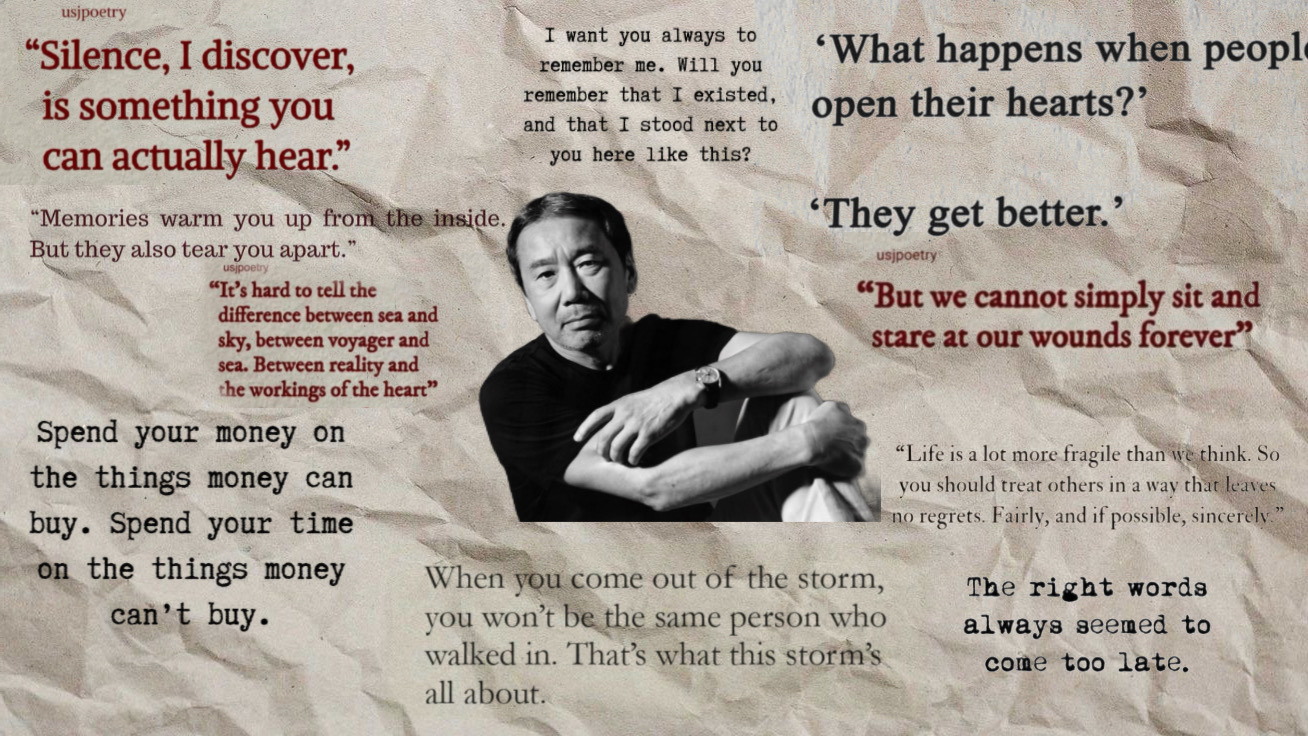 usjpoetry
“Silence, I discover,
is something you
can actually hear.”
“Memories warm you up from the inside.
But they also tear you apart.”
usjpoetry
“It’s hard to tell the
difference between sea and
sky, between voyager and
sea. Between reality and
the workings of the heart”
Spend your money on
the things money can
buy. Spend your time
on the things money
can’t buy.
I want you always to
remember me. Will you
remember that I existed,
and that I stood next to
you here like this?
When you come out of the storm,
you won’t be the same person who
walked in. That’s what this storm’s
all about.
‘What happens when people
open their hearts?’
‘They get better.’
usjpoetry
“But we cannot simply sit and
stare at our wounds forever”
“Life is a lot more fragile than we think. So
you should treat others in a way that leaves
no regrets. Fairly, and if possible, sincerely.”
The right words
always seemed to
come too late.